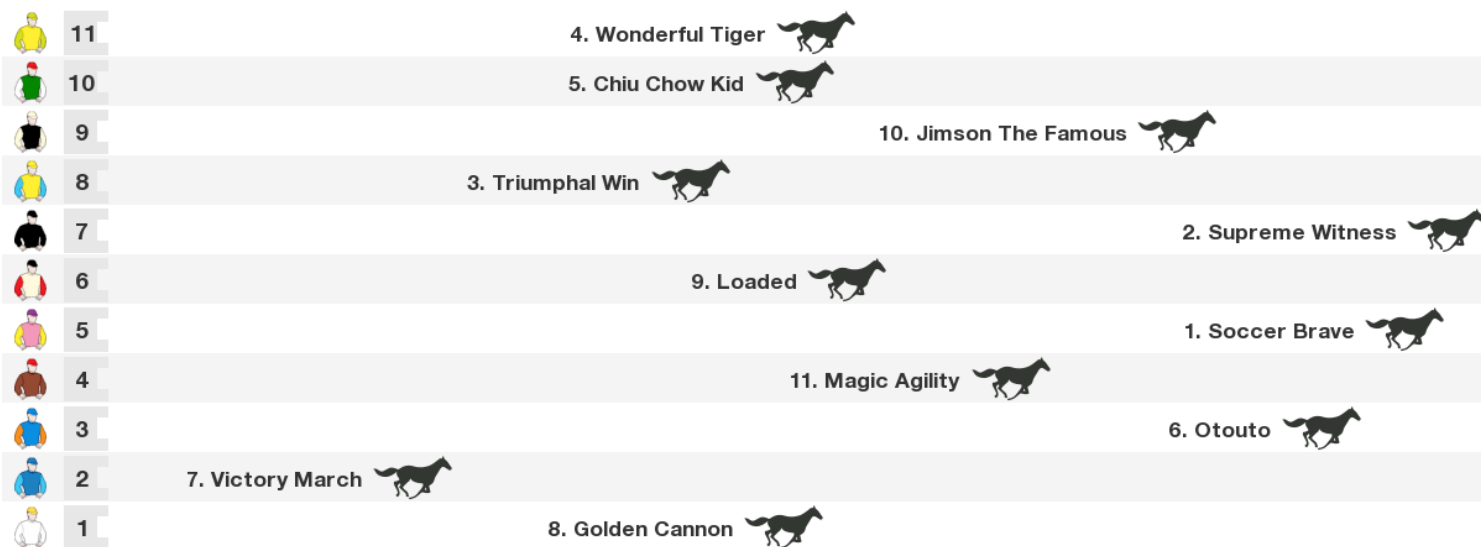 11 4. Wonderful Tiger
10 5. Chiu Chow Kid
9 10. Jimson The Famous
8 3. Triumphal Win
7 2. Supreme Witness
6 9. Loaded
5 1. Soccer Brave
4 11. Magic Agility
3 6. Otouto
2 7. Victory March
1 8. Golden Cannon